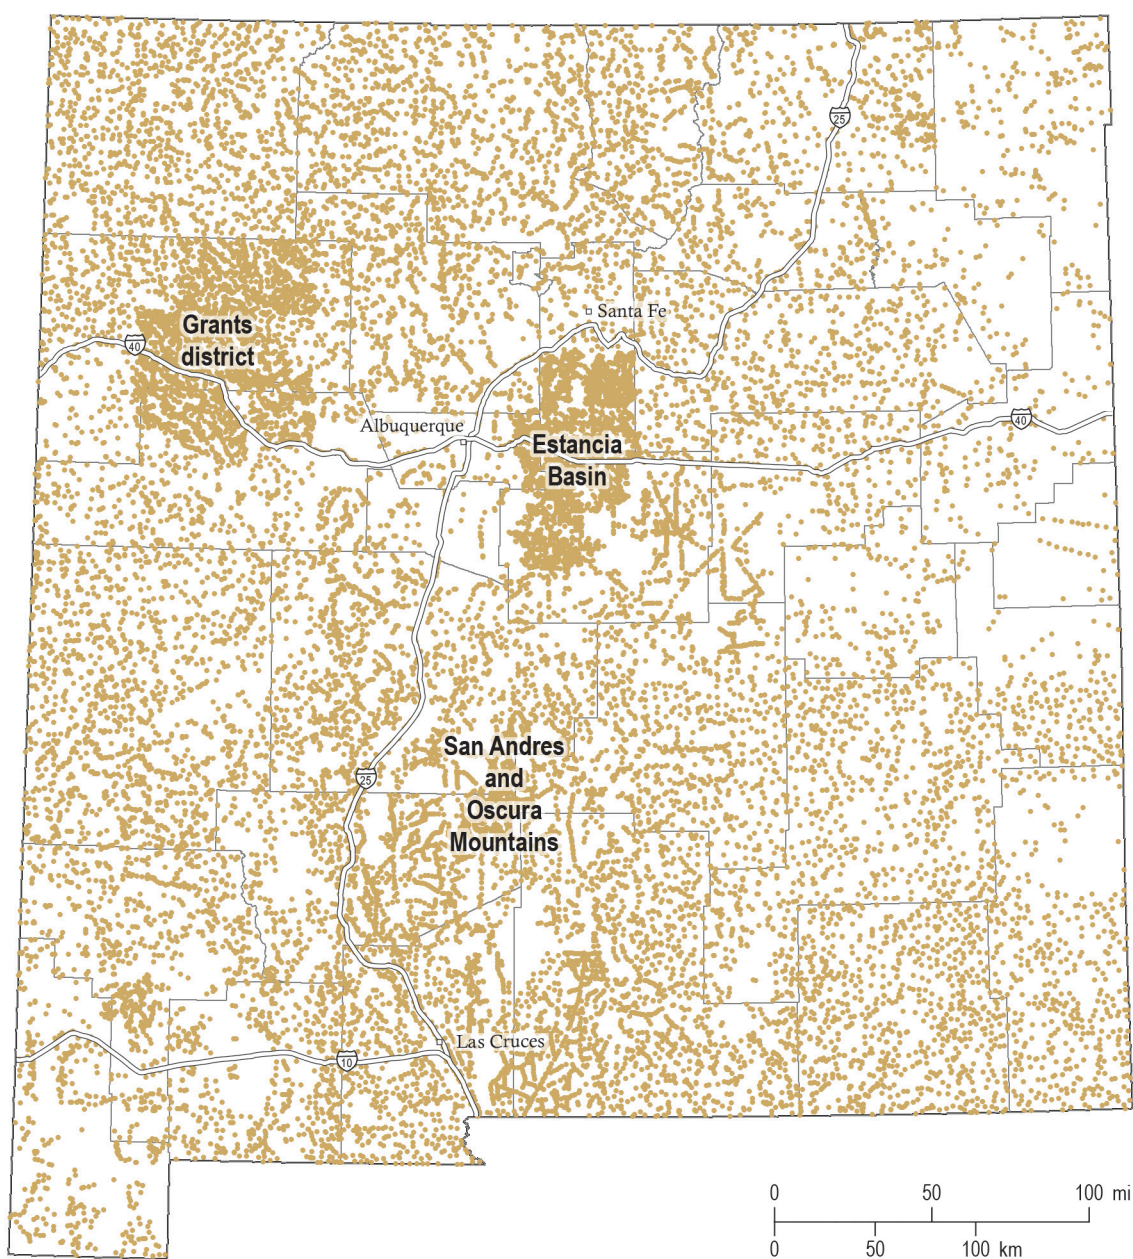 25
Santa Fe
Grants
district
40
40
Albuquerque
Estancia
Basin
San Andres
and
Oscura
Mountains
25
Las Cruces
10
0 50 100 mi
0 50 100 km